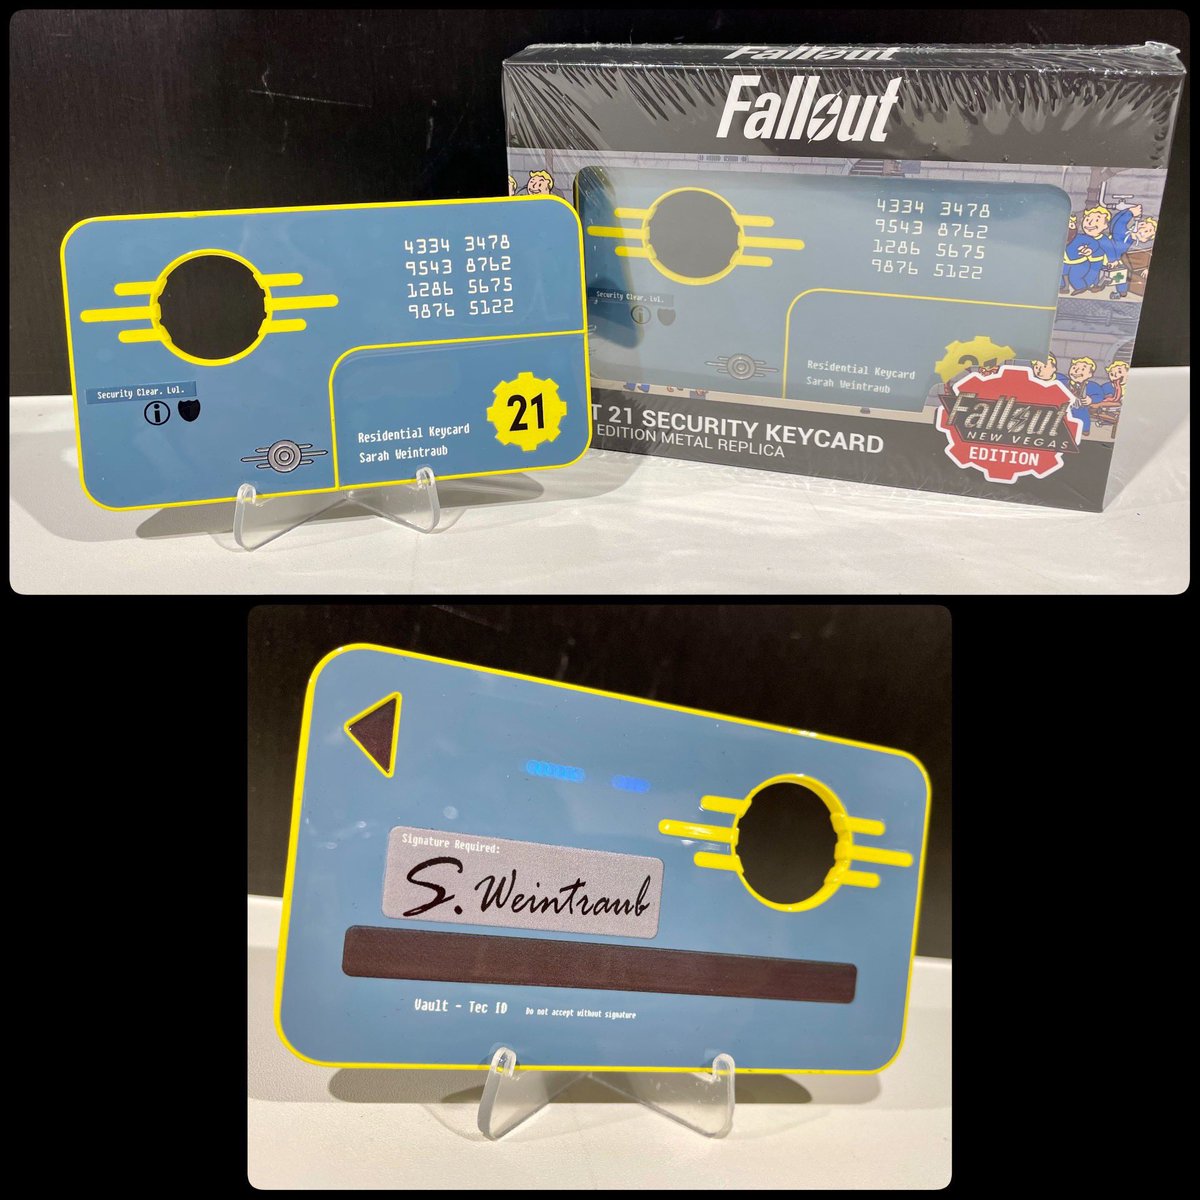 4334 3478
9543 8762
1286 5675
9876 5122
Security Clear. Lvl.
Residential Keycard
Sarah Weintraub
21
Fallout
Fallout
4334 3478
9543 8762
1286 5675
9876 5122
Security Clear. Lvl.
Residential Keycard
Sarah Weintraub
21
T 21 SECURITY KEYCARD
EDITION METAL REPLICA
Fallout
NEW VEGAS
EDITION
Signature Required:
S. Weintraub
Vault - Tec ID Do not accept without signature